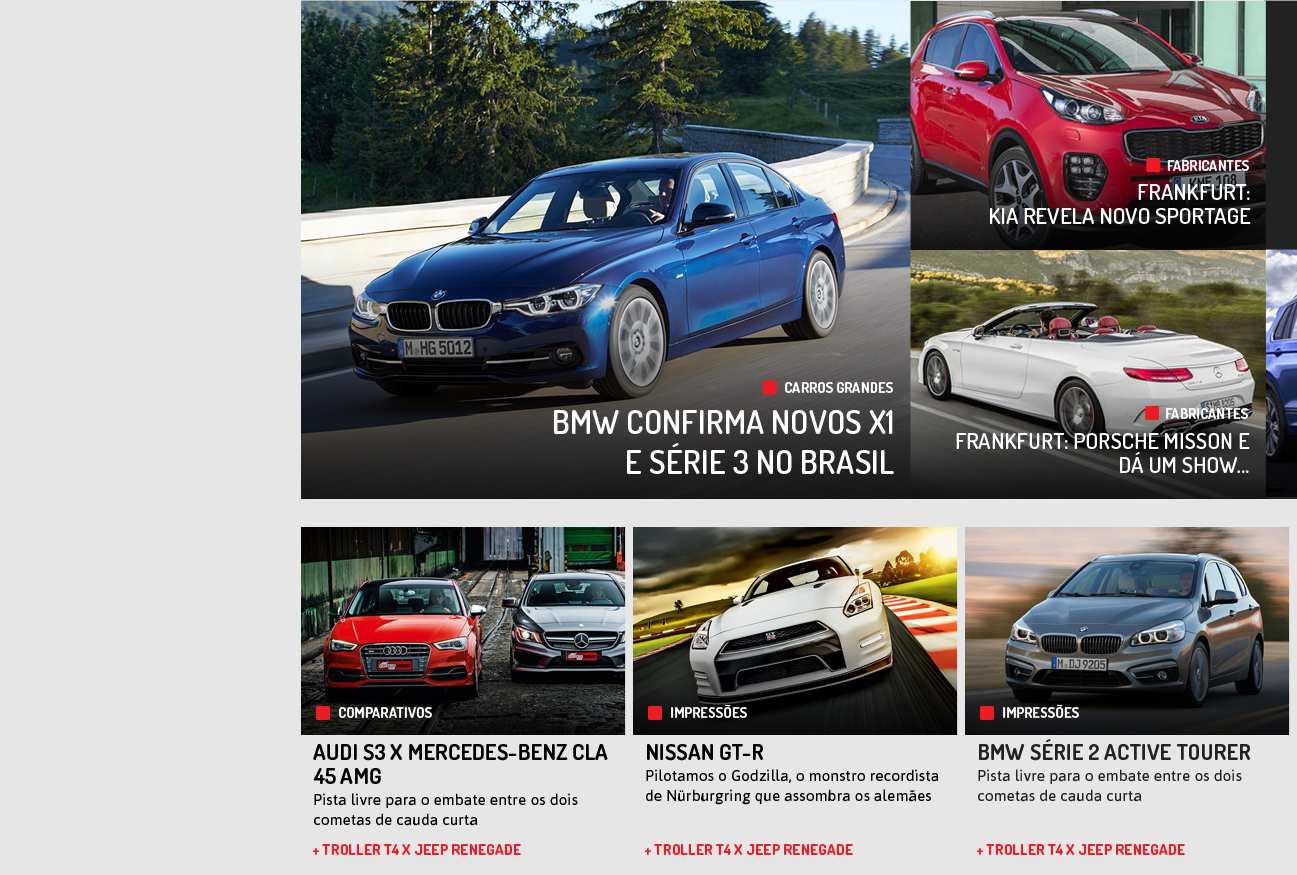 M HG 5012
CARROS GRANDES
BMW CONFIRMA NOVOS X1
E SÉRIE 3 NO BRASIL
FABRICANTES
FRANKFURT:
KIA REVELA NOVO SPORTAGE
FABRICANTES
FRANKFURT: PORSCHE MISSON E
DÁ UM SHOW...
COMPARATIVOS
AUDI S3 X MERCEDES-BENZ CLA
45 AMG
Pista livre para o embate entre os dois
cometas de cauda curta
+ TROLLER T4 X JEEP RENEGADE
IMPRESSÕES
NISSAN GT-R
Pilotamos o Godzilla, o monstro recordista
de Nürburgring que assombra os alemães
+ TROLLER T4 X JEEP RENEGADE
M DJ 9205
IMPRESSÕES
BMW SÉRIE 2 ACTIVE TOURER
Pista livre para o embate entre os dois
cometas de cauda curta
+ TROLLER T4 X JEEP RENEGADE